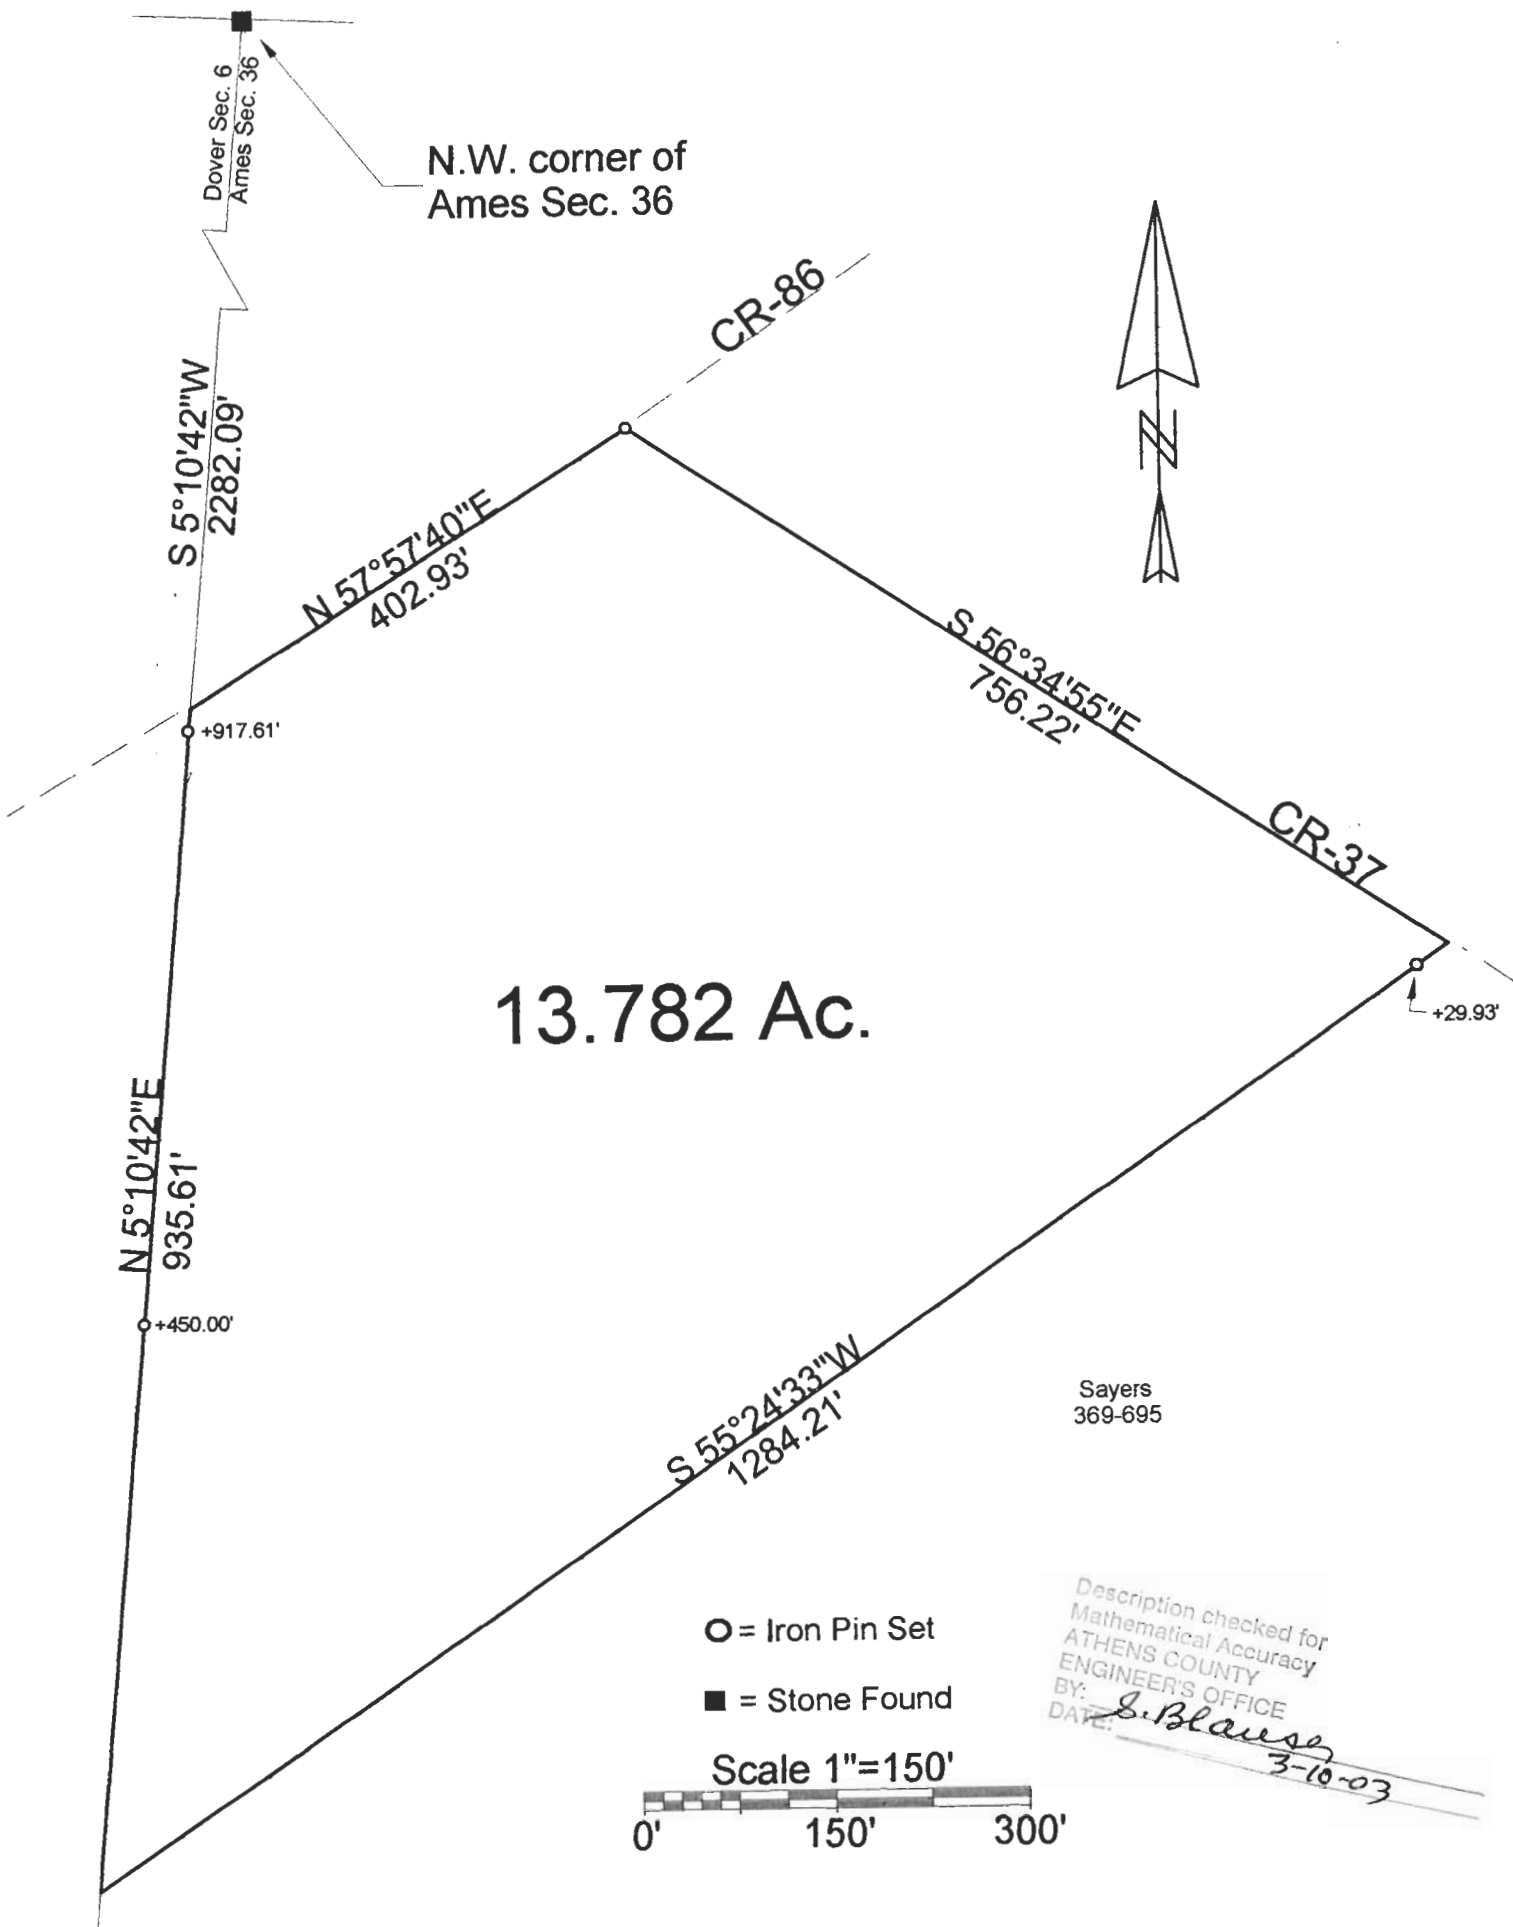 Dover Sec. 6
Ames Sec. 36
N.W. corner of
Ames Sec. 36
CR-86
S 5°10'42"W
2282.09'
N
N 57°57'40"E
402.93'
S 56°34'55"E
756.22'
+917.61'
CR-37
13.782 Ac.
+29.93'
N 5°10'42"E
935.61'
+450.00'
S 55°24'33"W
1284.21'
Sayers
369-695
O = Iron Pin Set
■ = Stone Found
Scale 1"=150'
0' 150' 300'
Description checked for
Mathematical Accuracy
ATHENS COUNTY
ENGINEER'S OFFICE
BY: S. Blauser
DATE: 3-10-03